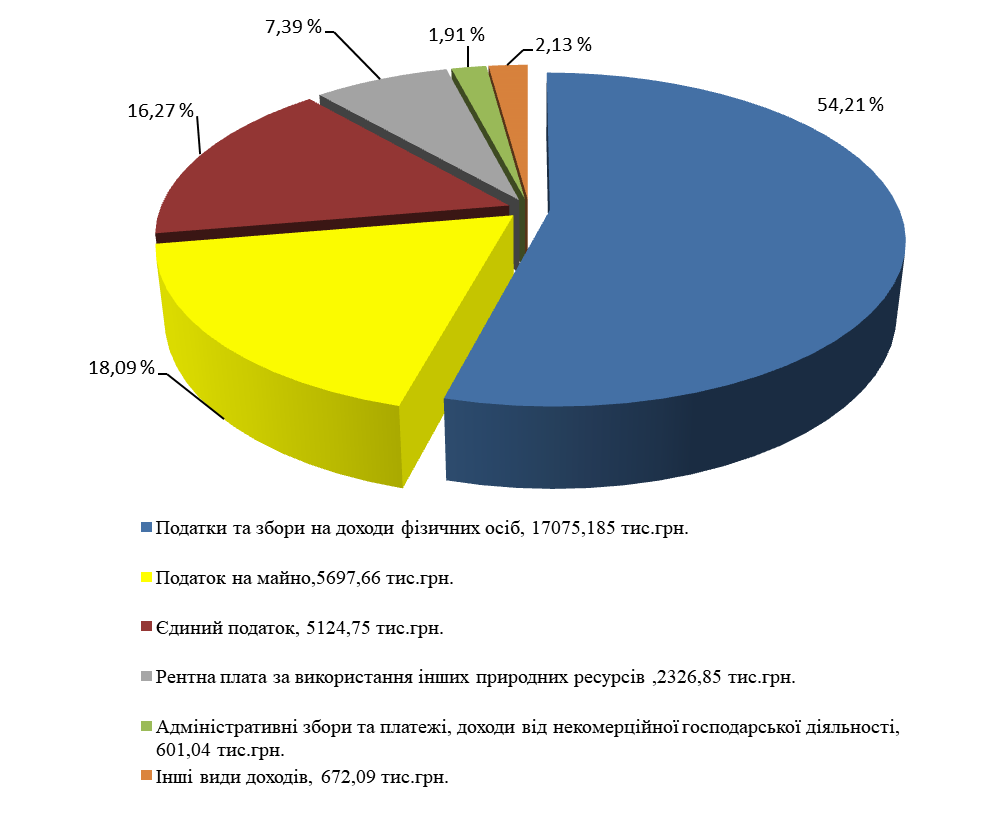 7,39 %
1,91 %
2,13 %
54,21 %
16,27 %
18,09 %
Податки та збори на доходи фізичних осіб, 17075,185 тис.грн.
Податок на майно,5697,66 тис.грн.
Єдиний податок, 5124,75 тис.грн.
Рентна плата за використання інших природних ресурсів ,2326,85 тис.грн.
Адміністративні збори та платежі, доходи від некомерційної господарської діяльності,
601,04 тис.грн.
Інші види доходів, 672,09 тис.грн.